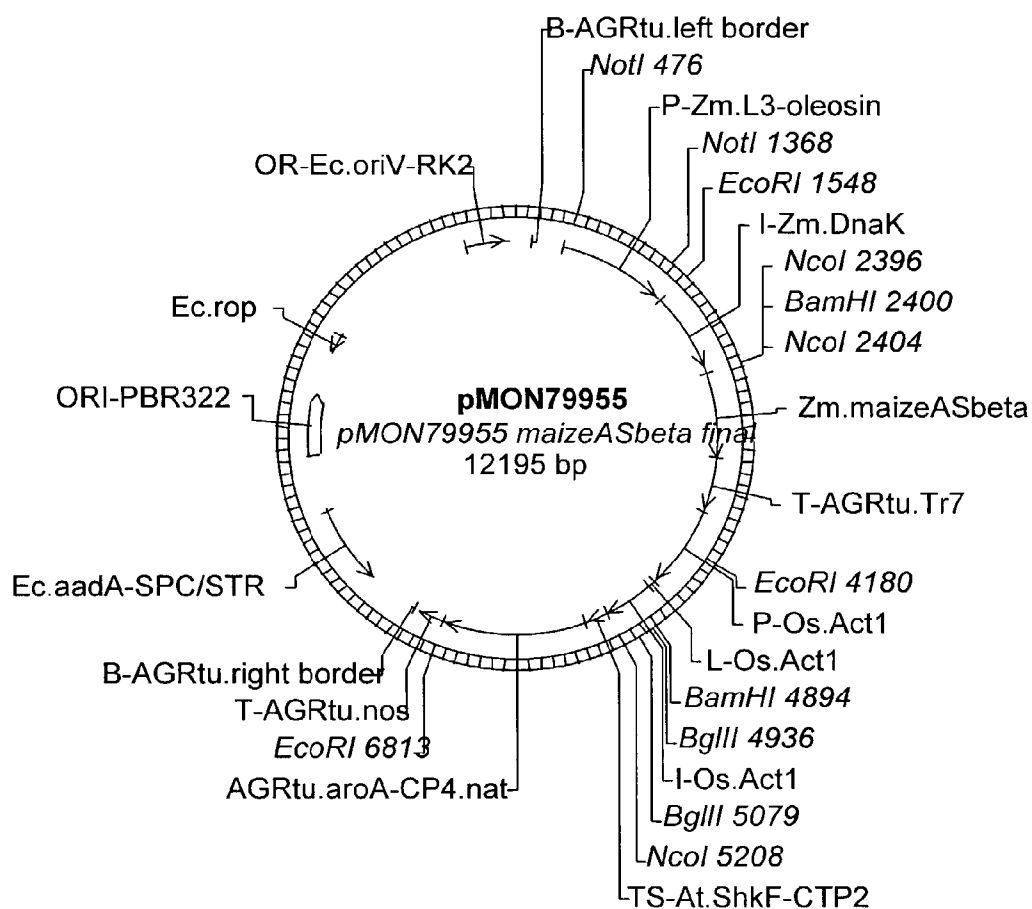 B-AGRtu.left border
NotI 476
P-Zm.L3-oleosin
NotI 1368
OR-Ec.oriV-RK2
EcoRI 1548
I-Zm.DnaK
NcoI 2396
BamHI 2400
NcoI 2404
Ec.rop
ORI-PBR322
pMON79955
pMON79955 maizeASbeta final
12195 bp
Zm.maizeASbeta
T-AGRtu.Tr7
Ec.aadA-SPC/STR
EcoRI 4180
P-Os.Act1
L-Os.Act1
B-AGRtu.right border
BamHI 4894
T-AGRtu.nos
BglII 4936
EcoRI 6813
I-Os.Act1
AGRtu.aroA-CP4.nat
BglII 5079
NcoI 5208
TS-At.ShkF-CTP2